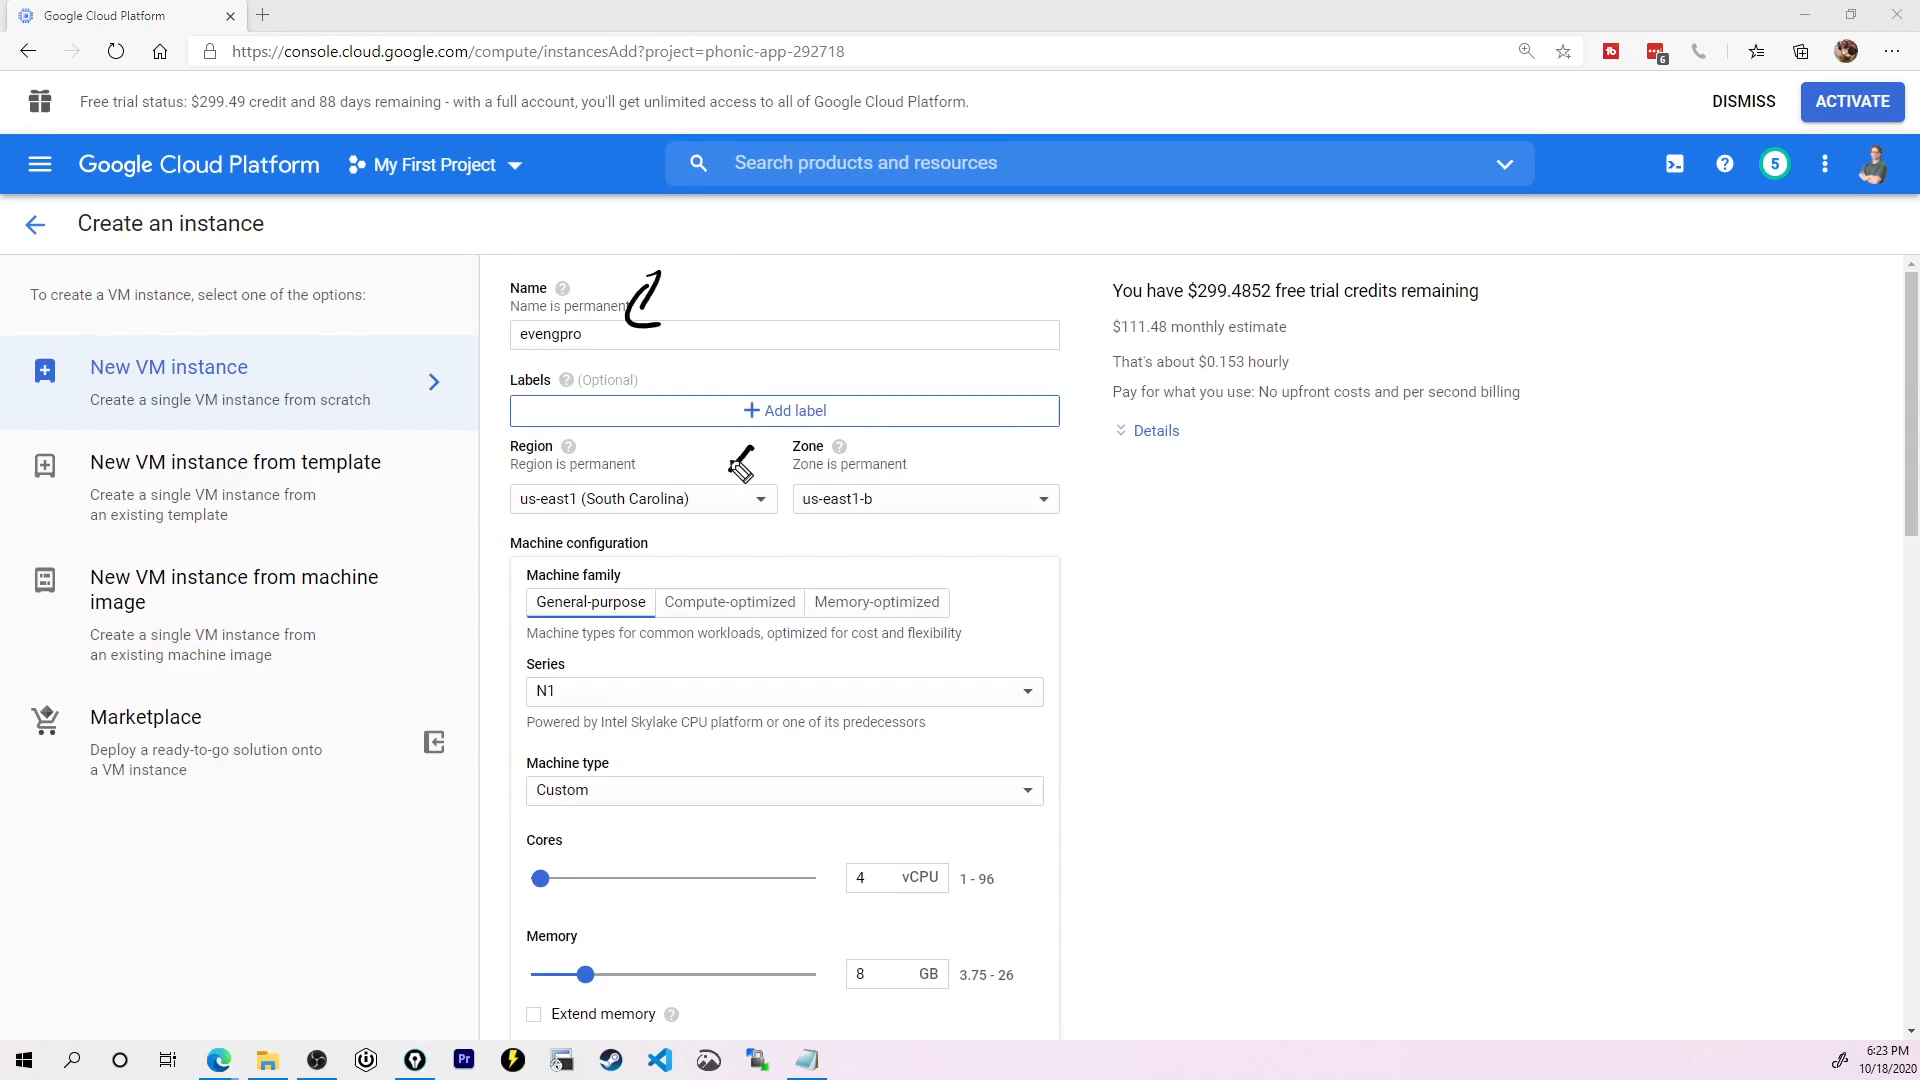 Google Cloud Platform
https://console.cloud.google.com/compute/instancesAdd?project=phonic-app-292718
6
Free trial status: $299.49 credit and 88 days remaining - with a full account, you'll get unlimited access to all of Google Cloud Platform.
DISMISS
ACTIVATE
Google Cloud Platform
My First Project
Search products and resources
5
Create an instance
To create a VM instance, select one of the options:
New VM instance
Create a single VM instance from scratch
New VM instance from template
Create a single VM instance from
an existing template
New VM instance from machine
image
Create a single VM instance from
an existing machine image
Marketplace
Deploy a ready-to-go solution onto
a VM instance
Name
Name is permanent
evengpro
Labels (Optional)
Add label
Region
Region is permanent
us-east1 (South Carolina)
Zone
Zone is permanent
us-east1-b
Machine configuration
Machine family
General-purpose
Compute-optimized
Memory-optimized
Machine types for common workloads, optimized for cost and flexibility
Series
N1
Powered by Intel Skylake CPU platform or one of its predecessors
Machine type
Custom
Cores
4 vCPU 1 - 96
Memory
8 GB 3.75 - 26
Extend memory
You have $299.4852 free trial credits remaining
$111.48 monthly estimate
That's about $0.153 hourly
Pay for what you use: No upfront costs and per second billing
Details
Pr
6:23 PM
10/18/2020